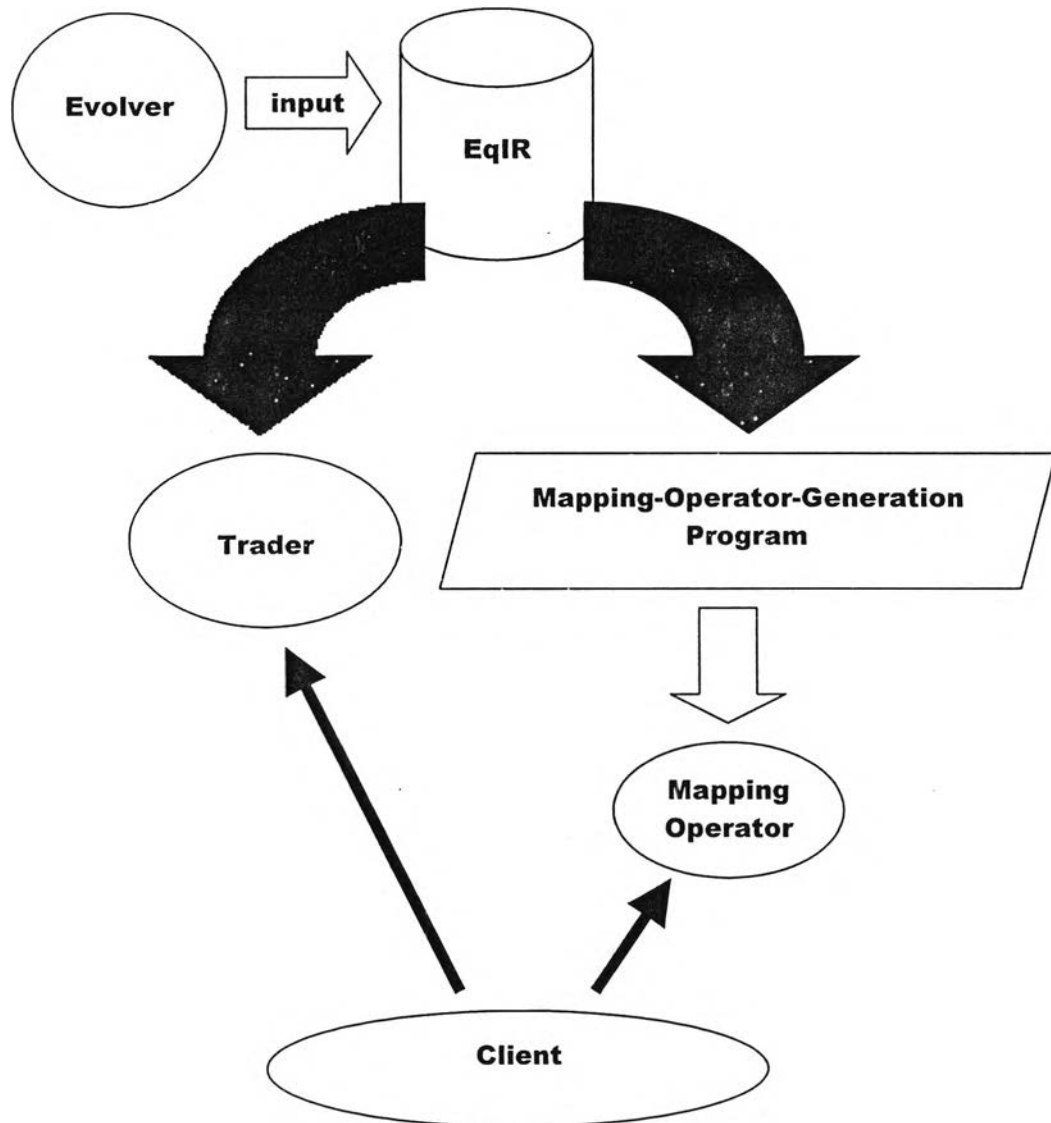 Evolver
input
EqIR
Trader
Mapping-Operator-Generation
Program
Mapping
Operator
Client